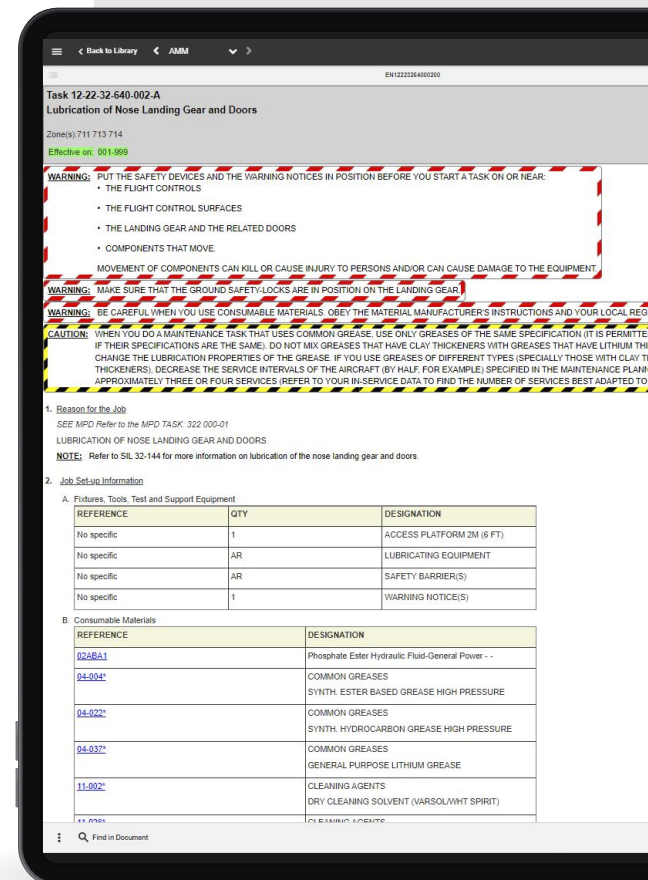 Back to Library
AMM
EN12223264000200
Task 12-22-32-640-002-A
Lubrication of Nose Landing Gear and Doors
Zone(s):711 713 714
Effective on: 001-999
WARNING: PUT THE SAFETY DEVICES AND THE WARNING NOTICES IN POSITION BEFORE YOU START A TASK ON OR NEAR:
• THE FLIGHT CONTROLS
• THE FLIGHT CONTROL SURFACES
• THE LANDING GEAR AND THE RELATED DOORS
• COMPONENTS THAT MOVE.
MOVEMENT OF COMPONENTS CAN KILL OR CAUSE INJURY TO PERSONS AND/OR CAN CAUSE DAMAGE TO THE EQUIPMENT.
WARNING: MAKE SURE THAT THE GROUND SAFETY-LOCKS ARE IN POSITION ON THE LANDING GEAR.
WARNING: BE CAREFUL WHEN YOU USE CONSUMABLE MATERIALS. OBEY THE MATERIAL MANUFACTURER'S INSTRUCTIONS AND YOUR LOCAL REG
CAUTION: WHEN YOU DO A MAINTENANCE TASK THAT USES COMMON GREASE, USE ONLY GREASES OF THE SAME SPECIFICATION (IT IS PERMITTE
IF THEIR SPECIFICATIONS ARE THE SAME). DO NOT MIX GREASES THAT HAVE CLAY THICKENERS WITH GREASES THAT HAVE LITHIUM THI
CHANGE THE LUBRICATION PROPERTIES OF THE GREASE. IF YOU USE GREASES OF DIFFERENT TYPES (SPECIALLY THOSE WITH CLAY T
THICKENERS), DECREASE THE SERVICE INTERVALS OF THE AIRCRAFT (BY HALF, FOR EXAMPLE) SPECIFIED IN THE MAINTENANCE PLANN
APPROXIMATELY THREE OR FOUR SERVICES (REFER TO YOUR IN-SERVICE DATA TO FIND THE NUMBER OF SERVICES BEST ADAPTED TO
1. Reason for the Job
SEE MPD Refer to the MPD TASK: 322 000-01
LUBRICATION OF NOSE LANDING GEAR AND DOORS
NOTE: Refer to SIL 32-144 for more information on lubrication of the nose landing gear and doors.
2. Job Set-up Information
A. Fixtures, Tools, Test and Support Equipment
REFERENCE QTY DESIGNATION
No specific 1 ACCESS PLATFORM 2M (6 FT)
No specific AR LUBRICATING EQUIPMENT
No specific AR SAFETY BARRIER(S)
No specific 1 WARNING NOTICE(S)
B. Consumable Materials
REFERENCE DESIGNATION
02ABA1 Phosphate Ester Hydraulic Fluid-General Power - -
04-004* COMMON GREASES
SYNTH. ESTER BASED GREASE HIGH PRESSURE
04-022* COMMON GREASES
SYNTH. HYDROCARBON GREASE HIGH PRESSURE
04-037* COMMON GREASES
GENERAL PURPOSE LITHIUM GREASE
11-002* CLEANING AGENTS
DRY CLEANING SOLVENT (VARSOL/WHT SPIRIT)
11-026* CLEANING AGENTS
Find in Document